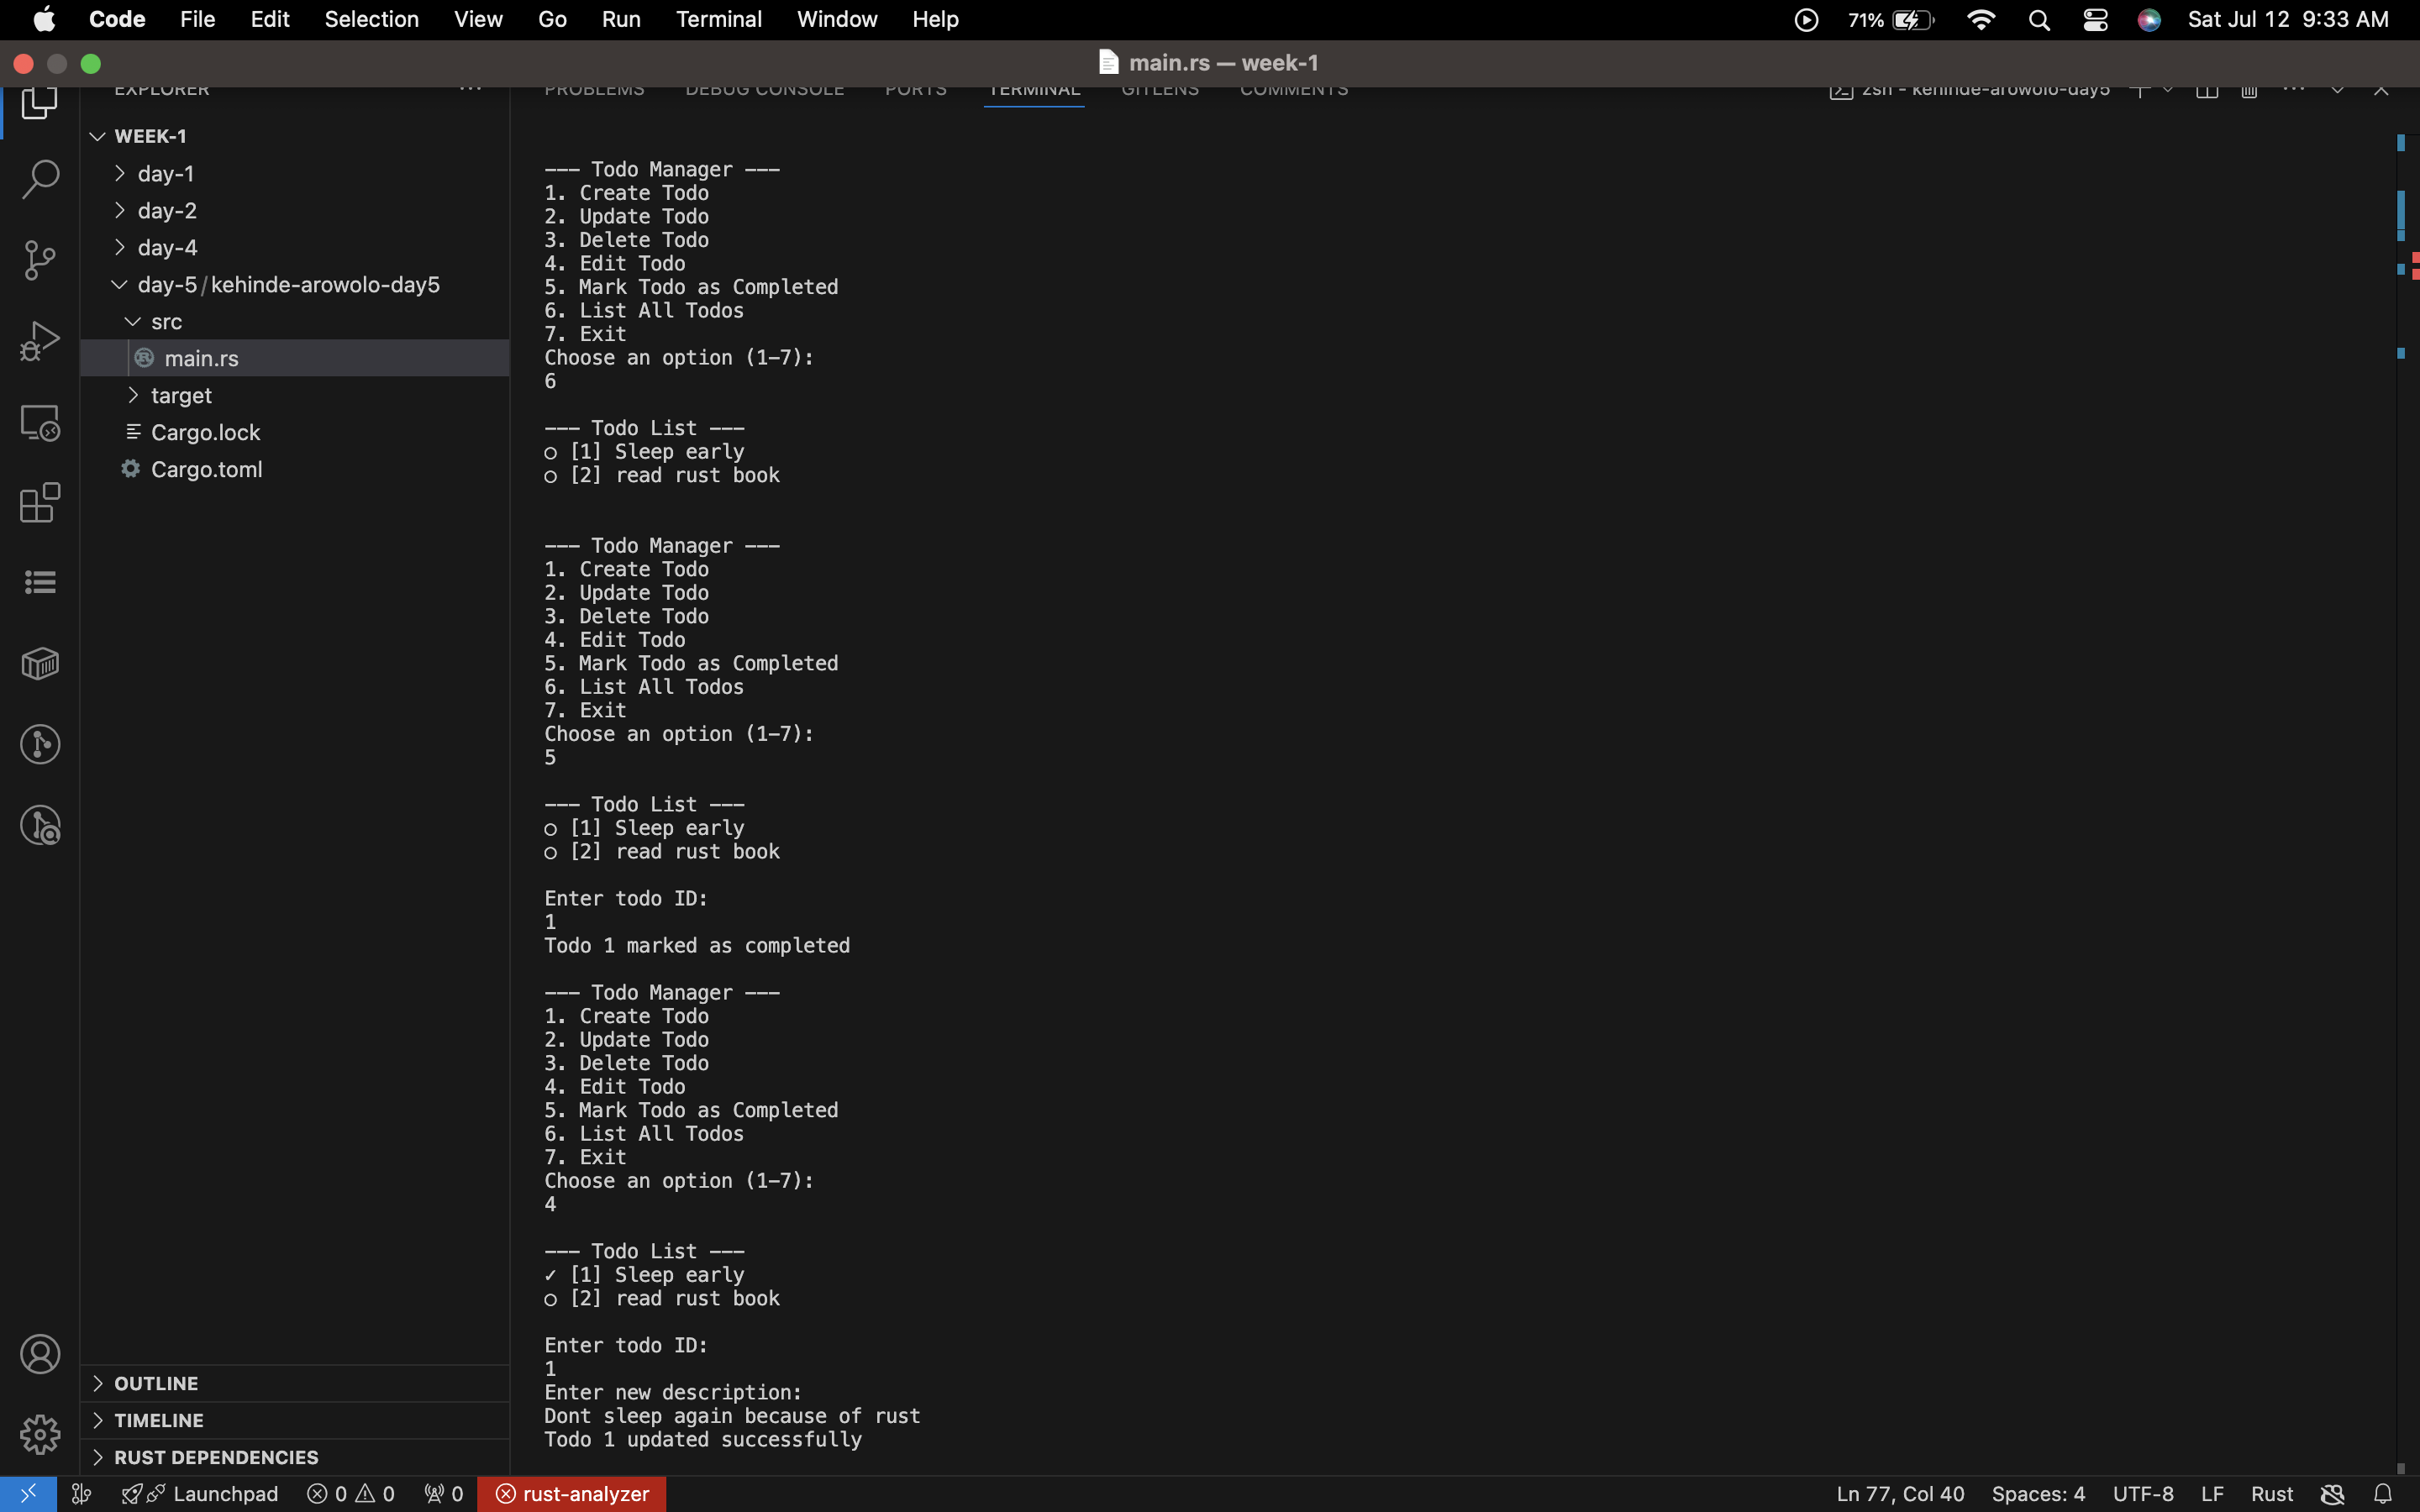 Code File Edit Selection View Go Run Terminal Window Help 71% Sat Jul 12 9:33 AM
main.rs — week-1
EXPLORER
PROBLEMS DEBUG CONSOLE PORTS TERMINAL GITLENS COMMENTS zsh - kehinde-arowolo-day5
WEEK-1
day-1
day-2
day-4
day-5/kehinde-arowolo-day5
src
main.rs
target
Cargo.lock
Cargo.toml
OUTLINE
TIMELINE
RUST DEPENDENCIES
--- Todo Manager ---
1. Create Todo
2. Update Todo
3. Delete Todo
4. Edit Todo
5. Mark Todo as Completed
6. List All Todos
7. Exit
Choose an option (1-7):
6
--- Todo List ---
○ [1] Sleep early
○ [2] read rust book
--- Todo Manager ---
1. Create Todo
2. Update Todo
3. Delete Todo
4. Edit Todo
5. Mark Todo as Completed
6. List All Todos
7. Exit
Choose an option (1-7):
5
--- Todo List ---
○ [1] Sleep early
○ [2] read rust book
Enter todo ID:
1
Todo 1 marked as completed
--- Todo Manager ---
1. Create Todo
2. Update Todo
3. Delete Todo
4. Edit Todo
5. Mark Todo as Completed
6. List All Todos
7. Exit
Choose an option (1-7):
4
--- Todo List ---
✓ [1] Sleep early
○ [2] read rust book
Enter todo ID:
1
Enter new description:
Dont sleep again because of rust
Todo 1 updated successfully
Launchpad 0 0 0 rust-analyzer Ln 77, Col 40 Spaces: 4 UTF-8 LF Rust